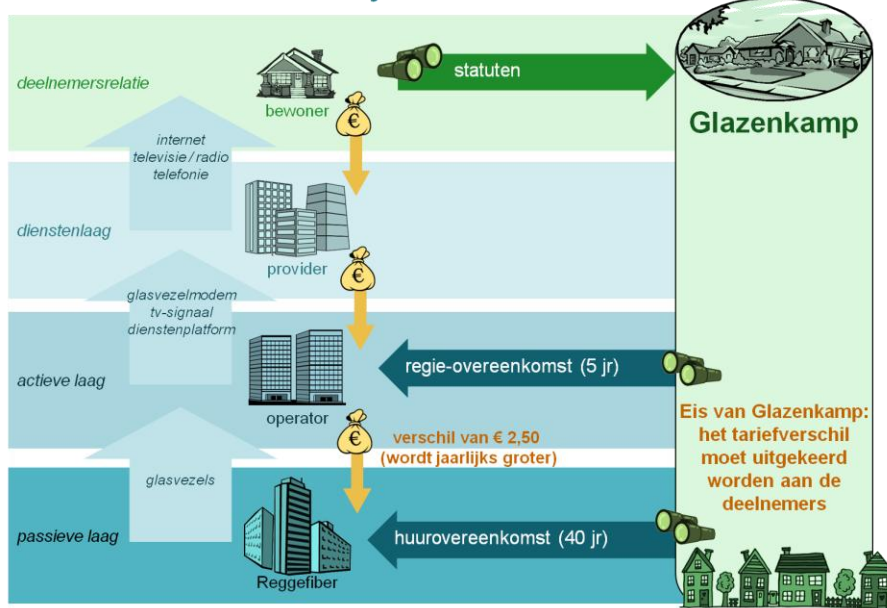 deelnemersrelatie
bewoner
statuten
Glazenkamp
€
internet
televisie / radio
telefonie
dienstenlaag
provider
€
glasvezelmodem
tv-signaal
dienstenplatform
actieve laag
operator
regie-overeenkomst (5 jr)
€
verschil van € 2,50
(wordt jaarlijks groter)
Eis van Glazenkamp:
het tariefverschil
moet uitgekeerd
worden aan de
deelnemers
glasvezels
passieve laag
Reggefiber
huurovereenkomst (40 jr)